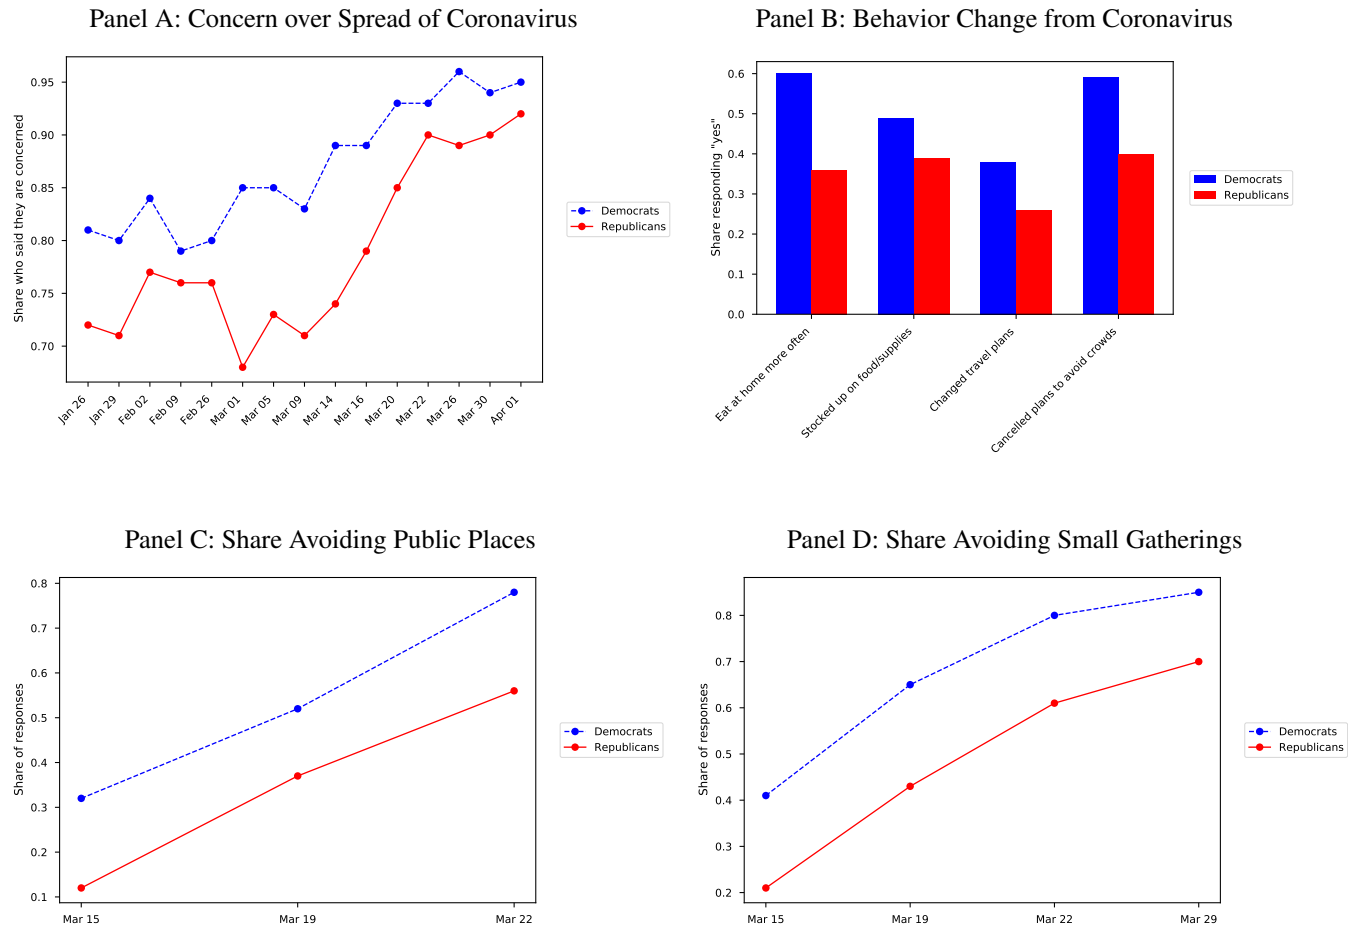 Panel A: Concern over Spread of Coronavirus
Share who said they are concerned
0.95
0.90
0.85
0.80
0.75
0.70
Jan 26
Jan 29
Feb 02
Feb 09
Feb 26
Mar 01
Mar 05
Mar 09
Mar 14
Mar 16
Mar 20
Mar 22
Mar 26
Mar 30
Apr 01
Democrats
Republicans
Panel B: Behavior Change from Coronavirus
Share responding "yes"
0.6
0.5
0.4
0.3
0.2
0.1
0.0
Eat at home more often
Stocked up on food/supplies
Changed travel plans
Cancelled plans to avoid crowds
Democrats
Republicans
Panel C: Share Avoiding Public Places
Share of responses
0.8
0.7
0.6
0.5
0.4
0.3
0.2
0.1
Mar 15
Mar 19
Mar 22
Democrats
Republicans
Panel D: Share Avoiding Small Gatherings
Share of responses
0.8
0.7
0.6
0.5
0.4
0.3
0.2
Mar 15
Mar 19
Mar 22
Mar 29
Democrats
Republicans